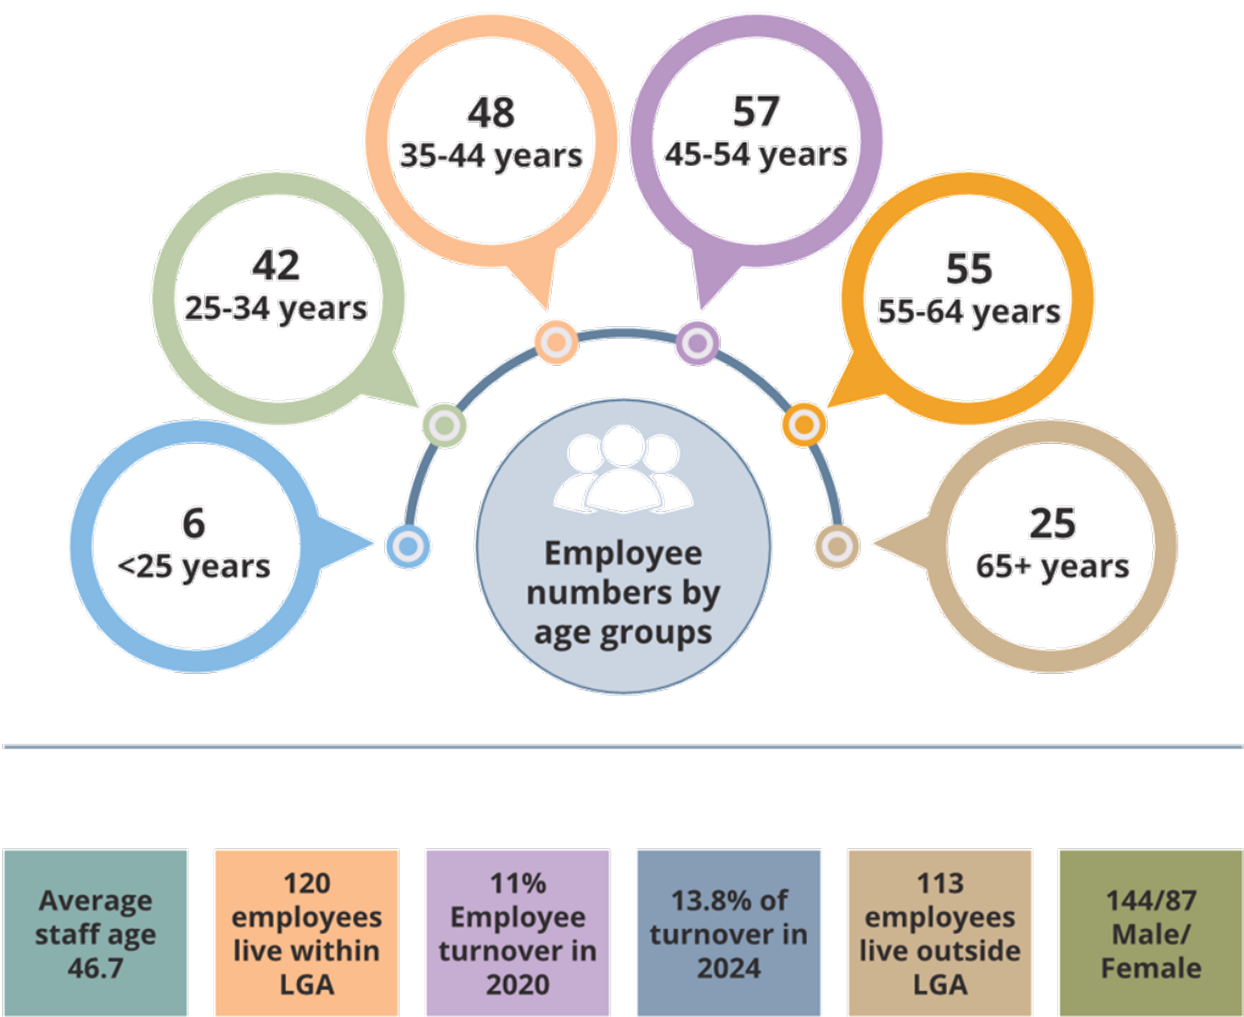 48
35-44 years
57
45-54 years
42
25-34 years
55
55-64 years
6
<25 years
25
65+ years
Employee
numbers by
age groups
Average
staff age
46.7
120
employees
live within
LGA
11%
Employee
turnover in
2020
13.8% of
turnover in
2024
113
employees
live outside
LGA
144/87
Male/
Female